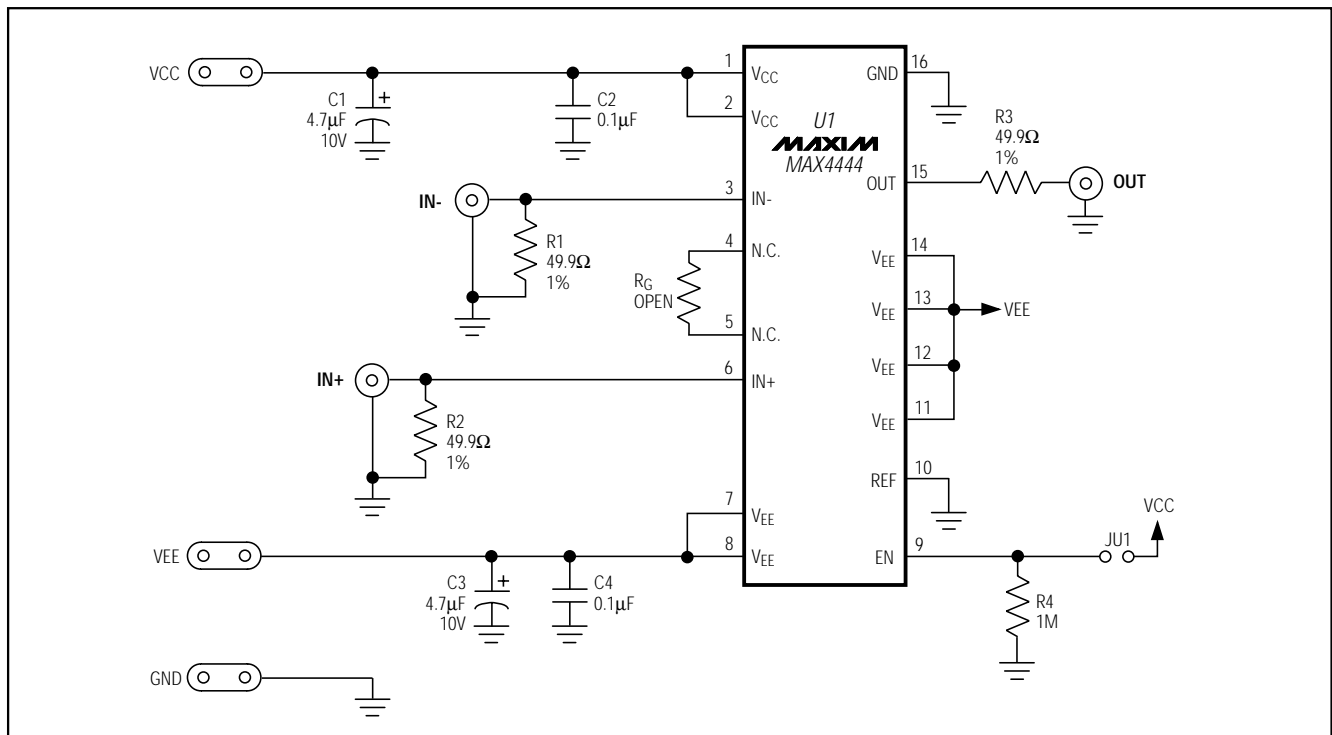 VCC
C1
4.7μF
10V
+
C2
0.1μF
1
VCC
2
VCC
U1
MAXIM
MAX4444
GND
16
R3
49.9Ω
1%
OUT
15
OUT
IN-
3
IN-
R1
49.9Ω
1%
4
N.C.
RG
OPEN
5
N.C.
VEE
14
VEE
13
VEE
VEE
12
VEE
11
IN+
6
IN+
R2
49.9Ω
1%
REF
10
7
VEE
VEE
8
VEE
C3
4.7μF
10V
+
C4
0.1μF
EN
9
JU1
VCC
R4
1M
GND